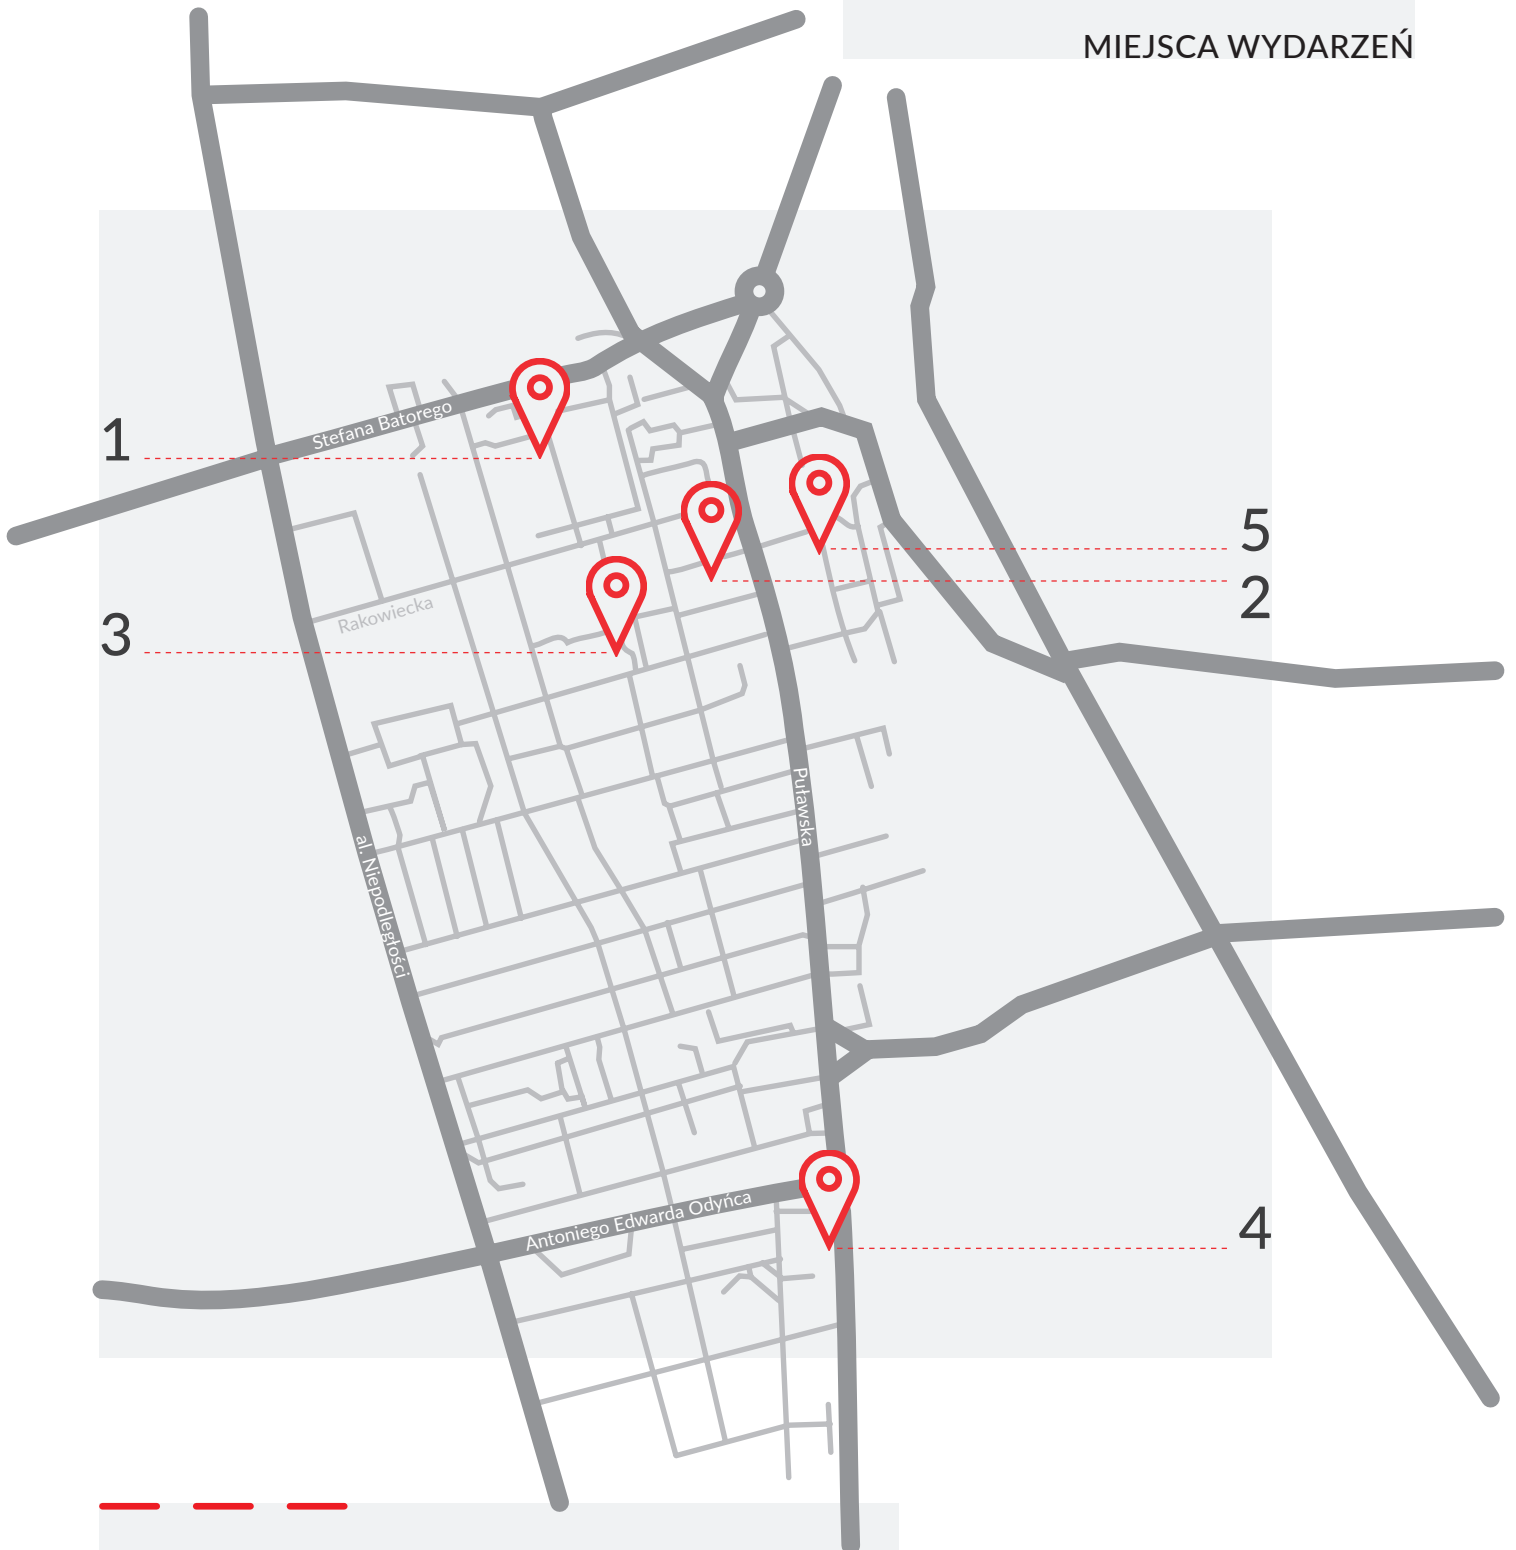 MIEJSCA WYDARZEŃ
Stefana Batorego
1
5
2
Rakowiecka
3
Puławska
al. Niepodległości
Antoniego Edwarda Odyńca
4